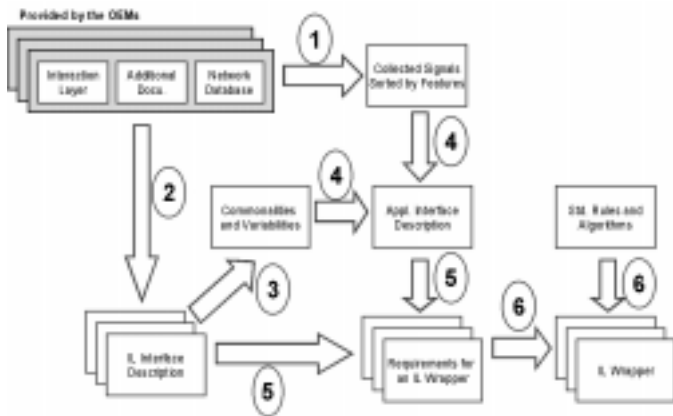 Provided by the OEMs
1
Interaction
Layer
Additional
Docu.
Network
Database
Collected Signals
Sorted by Features
4
2
4
Commonalities
and Variabilities
Appl. Interface
Description
Std. Rules and
Algorithms
3
5
6
6
IL Interface
Description
5
Requirements for
an IL Wrapper
IL Wrapper